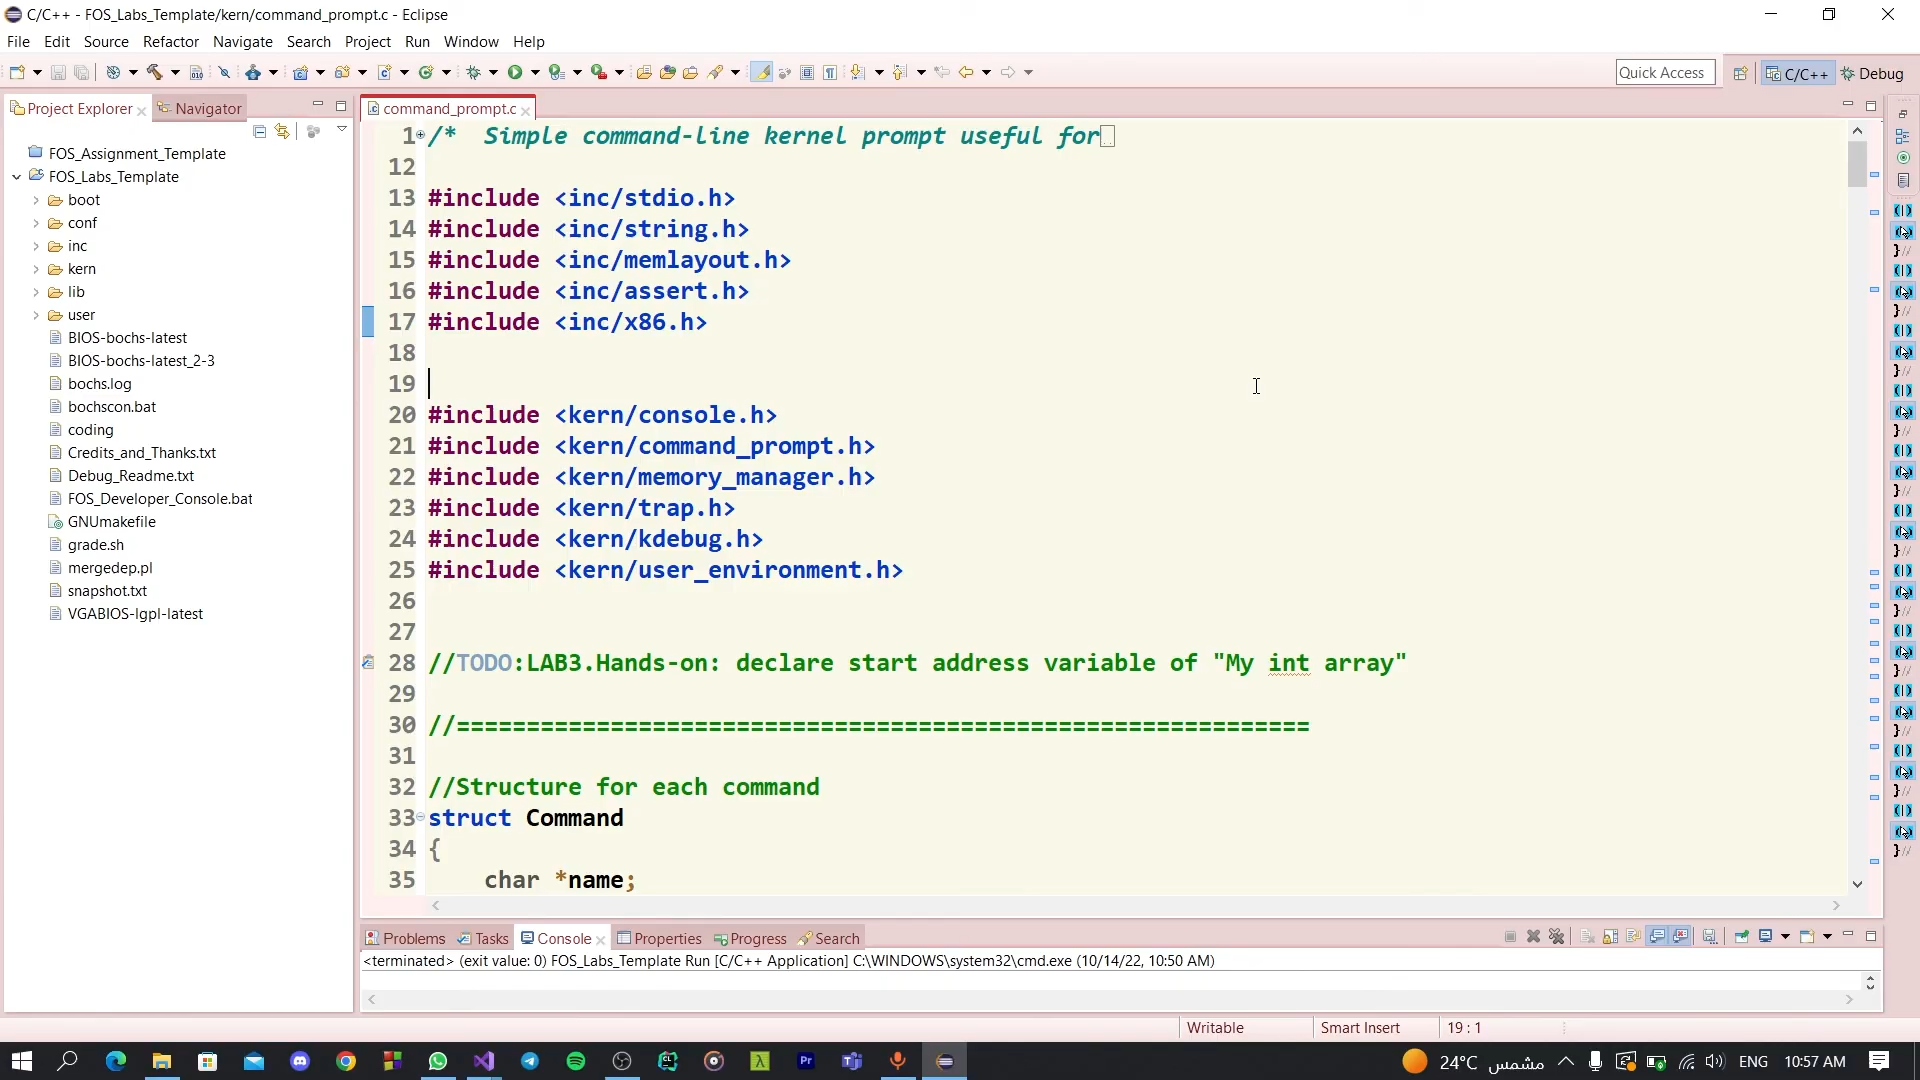 C/C++ - FOS_Labs_Template/kern/command_prompt.c - Eclipse
File Edit Source Refactor Navigate Search Project Run Window Help
Quick Access
C/C++
Debug
Project Explorer
Navigator
command_prompt.c
FOS_Assignment_Template
FOS_Labs_Template
boot
conf
inc
kern
lib
user
BIOS-bochs-latest
BIOS-bochs-latest_2-3
bochs.log
bochscon.bat
coding
Credits_and_Thanks.txt
Debug_Readme.txt
FOS_Developer_Console.bat
GNUmakefile
grade.sh
mergedep.pl
snapshot.txt
VGABIOS-lgpl-latest
1 /* Simple command-line kernel prompt useful for
12
13 #include <inc/stdio.h>
14 #include <inc/string.h>
15 #include <inc/memlayout.h>
16 #include <inc/assert.h>
17 #include <inc/x86.h>
18
19
20 #include <kern/console.h>
21 #include <kern/command_prompt.h>
22 #include <kern/memory_manager.h>
23 #include <kern/trap.h>
24 #include <kern/kdebug.h>
25 #include <kern/user_environment.h>
26
27
28 //TODO:LAB3.Hands-on: declare start address variable of "My int array"
29
30 //=============================================================
31
32 //Structure for each command
33 struct Command
34 {
35 char *name;
Problems Tasks Console Properties Progress Search
<terminated> (exit value: 0) FOS_Labs_Template Run [C/C++ Application] C:\WINDOWS\system32\cmd.exe (10/14/22, 10:50 AM)
Writable Smart Insert 19 : 1
24°C مشمس ENG 10:57 AM